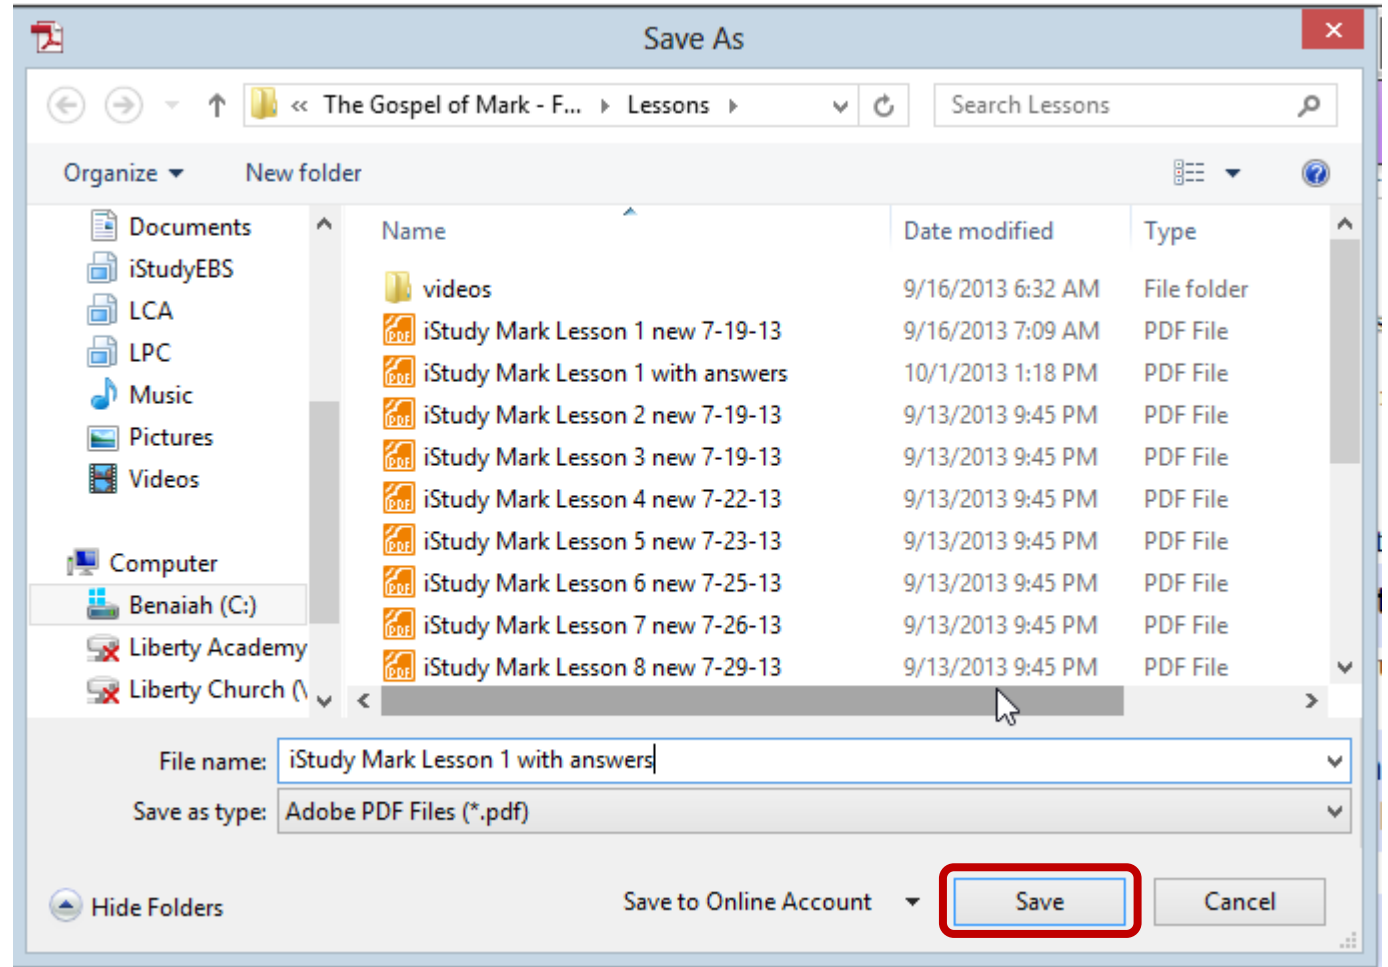 Save As
« The Gospel of Mark - F... Lessons
Search Lessons
Organize New folder
Name Date modified Type
Documents
iStudyEBS
LCA
LPC
Music
Pictures
Videos
Computer
Benaiah (C:)
Liberty Academy
Liberty Church (\
videos 9/16/2013 6:32 AM File folder
iStudy Mark Lesson 1 new 7-19-13 9/16/2013 7:09 AM PDF File
iStudy Mark Lesson 1 with answers 10/1/2013 1:18 PM PDF File
iStudy Mark Lesson 2 new 7-19-13 9/13/2013 9:45 PM PDF File
iStudy Mark Lesson 3 new 7-19-13 9/13/2013 9:45 PM PDF File
iStudy Mark Lesson 4 new 7-22-13 9/13/2013 9:45 PM PDF File
iStudy Mark Lesson 5 new 7-23-13 9/13/2013 9:45 PM PDF File
iStudy Mark Lesson 6 new 7-25-13 9/13/2013 9:45 PM PDF File
iStudy Mark Lesson 7 new 7-26-13 9/13/2013 9:45 PM PDF File
iStudy Mark Lesson 8 new 7-29-13 9/13/2013 9:45 PM PDF File
File name: iStudy Mark Lesson 1 with answers
Save as type: Adobe PDF Files (*.pdf)
Hide Folders Save to Online Account Save Cancel